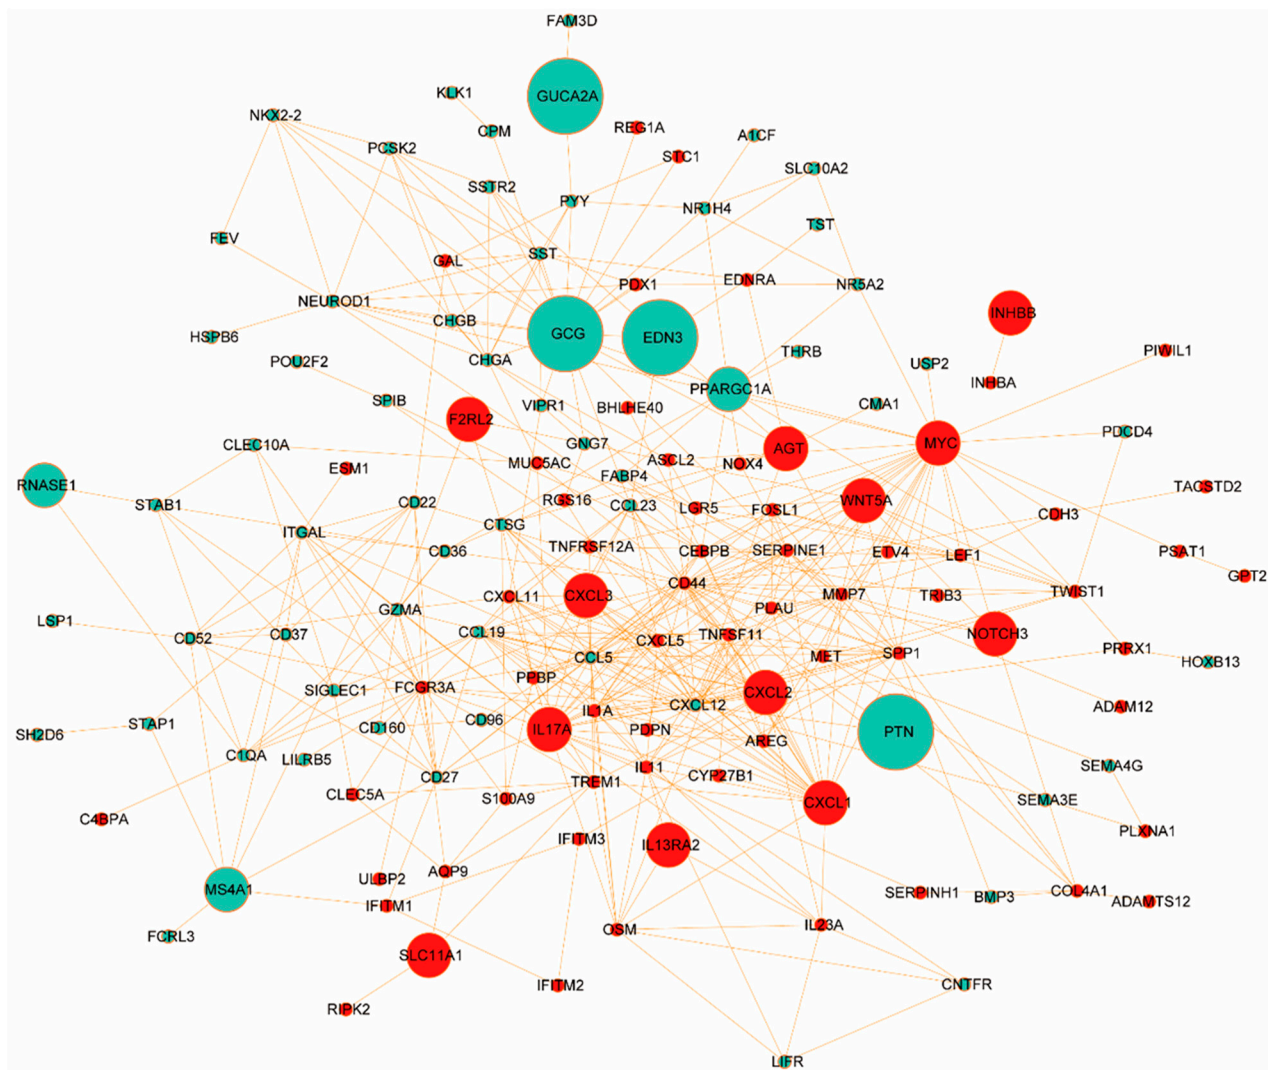 FAM3D
GUCA2A
KLK1
NKX2-2
CPM
REG1A
A1CF
PCSK2
STC1
SLC10A2
SSTR2
PYY
NR1H4
TST
FEV
SST
GAL
PDX1
EDNRA
NR5A2
NEUROD1
INHBB
CHGB
HSPB6
GCG
EDN3
POU2F2
CHGA
THRB
USP2
PIWIL1
INHBA
PPARGC1A
SPIB
VIPR1
BHLHE40
CMA1
F2RL2
PDCD4
CLEC10A
GNG7
AGT
MYC
ESM1
MUC5AC
ASCL2
NOX4
FABP4
RNASE1
TACSTD2
STAB1
CD22
RGS16
CCL23
LGR5
FOSL1
WNT5A
CDH3
ITGAL
CTSG
CD36
TNFRSF12A
CEBPB
SERPINE1
ETV4
LEF1
PSAT1
GPT2
CD44
CXCL11
CXCL3
MMP7
TRIB3
TWIST1
GZMA
PLAU
LSP1
CD52
CD37
CCL19
CXCL5
TNFSF11
NOTCH3
CCL5
MET
SPP1
PRRX1
HOXB13
SIGLEC1
FCGR3A
PPBP
CXCL12
CXCL2
ADAM12
SH2D6
STAP1
CD160
CD96
IL1A
IL17A
PDPN
AREG
PTN
C1QA
LILRB5
CD27
TREM1
IL11
CYP27B1
SEMA4G
CLEC5A
S100A9
CXCL1
SEMA3E
C4BPA
PLXNA1
IFITM3
IL13RA2
MS4A1
ULBP2
AQP9
SERPINH1
BMP3
COL4A1
ADAMTS12
IFITM1
FCRL3
OSM
IL23A
SLC11A1
IFITM2
CNTFR
RIPK2
LIFR